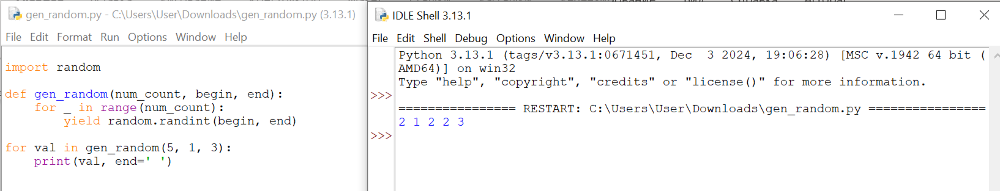 gen_random.py - C:\Users\User\Downloads\gen_random.py (3.13.1)
File Edit Format Run Options Window Help
import random
def gen_random(num_count, begin, end):
    for _ in range(num_count):
        yield random.randint(begin, end)
for val in gen_random(5, 1, 3):
    print(val, end=' ')
IDLE Shell 3.13.1
File Edit Shell Debug Options Window Help
Python 3.13.1 (tags/v3.13.1:0671451, Dec  3 2024, 19:06:28) [MSC v.1942 64 bit (
AMD64)] on win32
Type "help", "copyright", "credits" or "license()" for more information.
>>>
================ RESTART: C:\Users\User\Downloads\gen_random.py ================
2 1 2 2 3
>>>